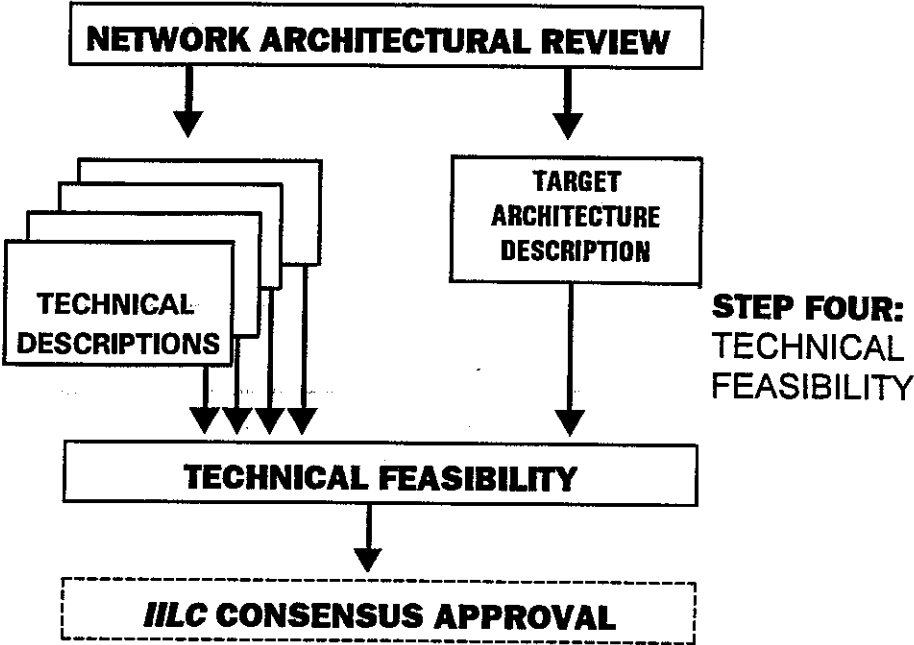 NETWORK ARCHITECTURAL REVIEW
TARGET
ARCHITECTURE
DESCRIPTION
TECHNICAL
DESCRIPTIONS
STEP FOUR:
TECHNICAL
FEASIBILITY
TECHNICAL FEASIBILITY
IILC CONSENSUS APPROVAL